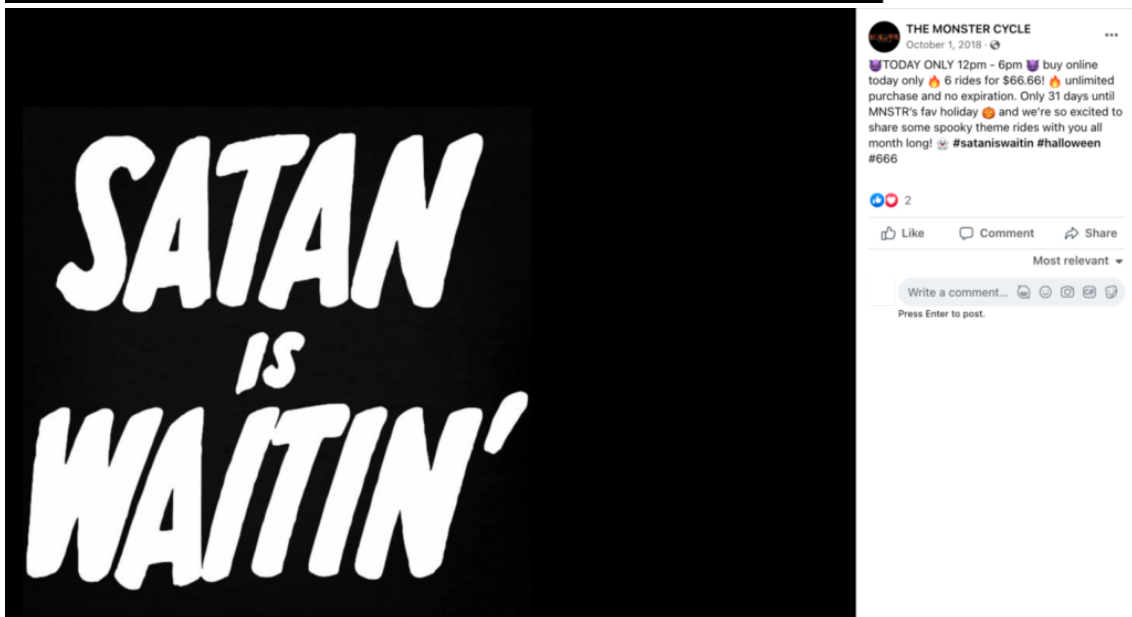 SATAN
IS
WAITIN'
THE MONSTER CYCLE
October 1, 2018 ·
😈TODAY ONLY 12pm - 6pm 😈 buy online
today only 🔥 6 rides for $66.66! 🔥 unlimited
purchase and no expiration. Only 31 days until
MNSTR's fav holiday 🎃 and we're so excited to
share some spooky theme rides with you all
month long! 👻 #sataniswaitin #halloween
#666
2
Like Comment Share
Most relevant
Write a comment... GIF
Press Enter to post.